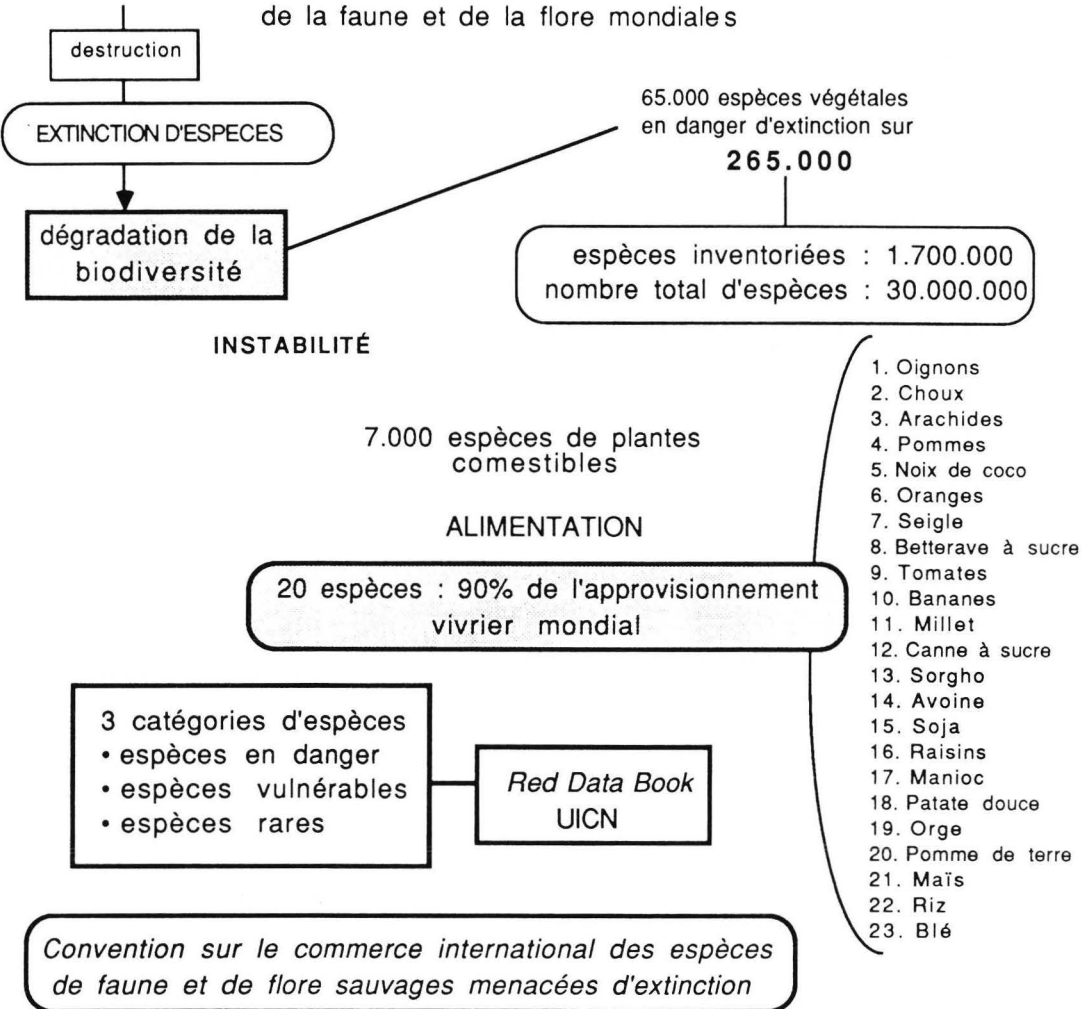 de la faune et de la flore mondiales
destruction
EXTINCTION D'ESPECES
65.000 espèces végétales
en danger d'extinction sur
265.000
dégradation de la
biodiversité
espèces inventoriées : 1.700.000
nombre total d'espèces : 30.000.000
INSTABILITÉ
7.000 espèces de plantes
comestibles
ALIMENTATION
20 espèces : 90% de l'approvisionnement
vivrier mondial
1. Oignons
2. Choux
3. Arachides
4. Pommes
5. Noix de coco
6. Oranges
7. Seigle
8. Betterave à sucre
9. Tomates
10. Bananes
11. Millet
12. Canne à sucre
13. Sorgho
14. Avoine
15. Soja
16. Raisins
17. Manioc
18. Patate douce
19. Orge
20. Pomme de terre
21. Maïs
22. Riz
23. Blé
3 catégories d'espèces
• espèces en danger
• espèces vulnérables
• espèces rares
Red Data Book
UICN
Convention sur le commerce international des espèces
de faune et de flore sauvages menacées d'extinction